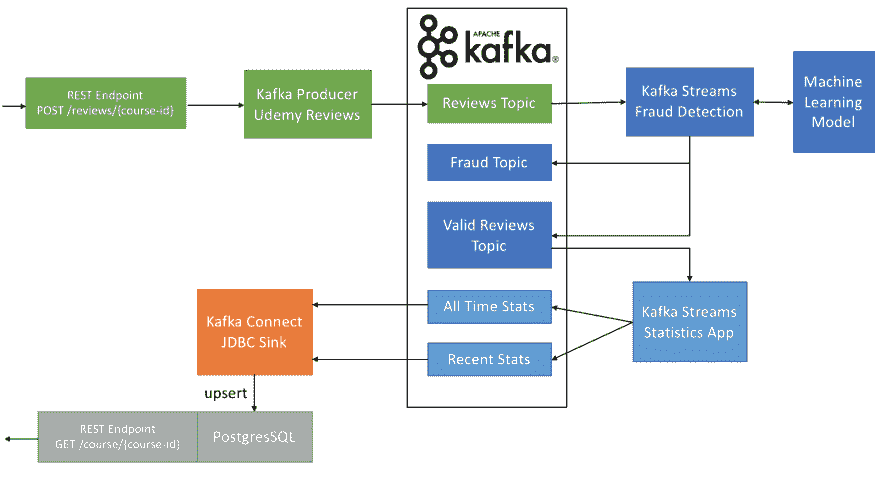 APACHE
kafka®
REST Endpoint
POST /reviews/{course-id}
Kafka Producer
Udemy Reviews
Reviews Topic
Kafka Streams
Fraud Detection
Machine
Learning
Model
Fraud Topic
Valid Reviews
Topic
Kafka Connect
JDBC Sink
All Time Stats
Kafka Streams
Statistics App
Recent Stats
upsert
REST Endpoint
GET /course/{course-id}
PostgresSQL